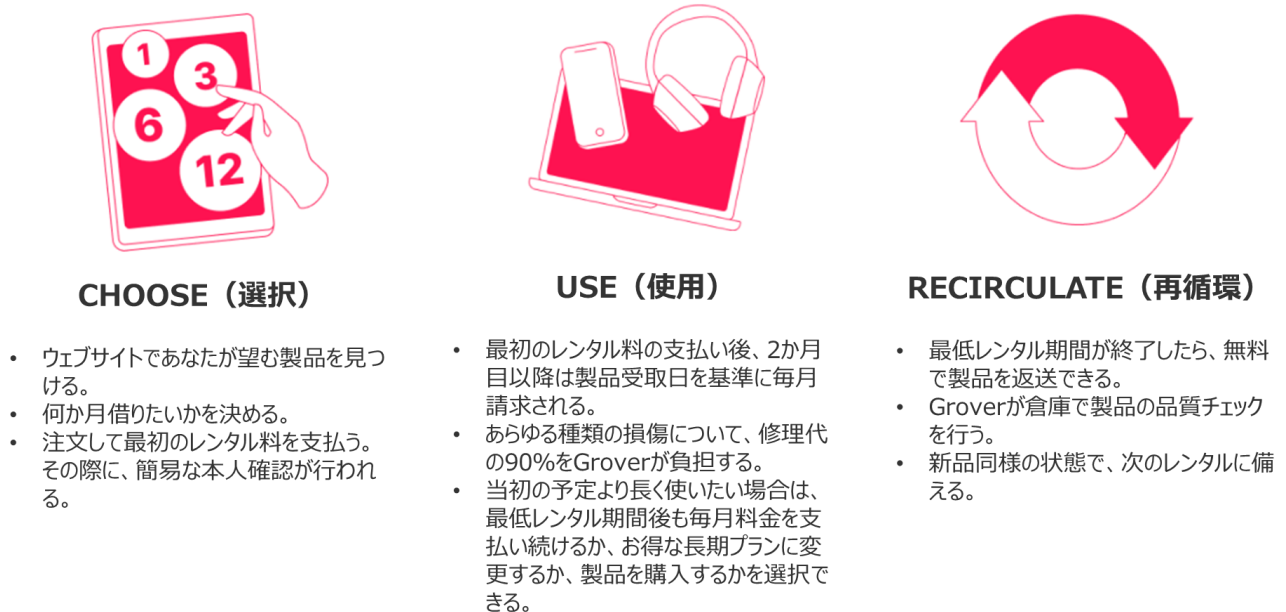 1
3
6
12
CHOOSE（選択）
• ウェブサイトであなたが望む製品を見つ
ける。
• 何か月借りたいかを決める。
• 注文して最初のレンタル料を支払う。
その際に、簡易な本人確認が行われ
る。
USE（使用）
• 最初のレンタル料の支払い後、2か月
目以降は製品受取日を基準に毎月
請求される。
• あらゆる種類の損傷について、修理代
の90%をGroverが負担する。
• 当初の予定より長く使いたい場合は、
最低レンタル期間後も毎月料金を支
払い続けるか、お得な長期プランに変
更するか、製品を購入するかを選択で
きる。
RECIRCULATE（再循環）
• 最低レンタル期間が終了したら、無料
で製品を返送できる。
• Groverが倉庫で製品の品質チェック
を行う。
• 新品同様の状態で、次のレンタルに備
える。